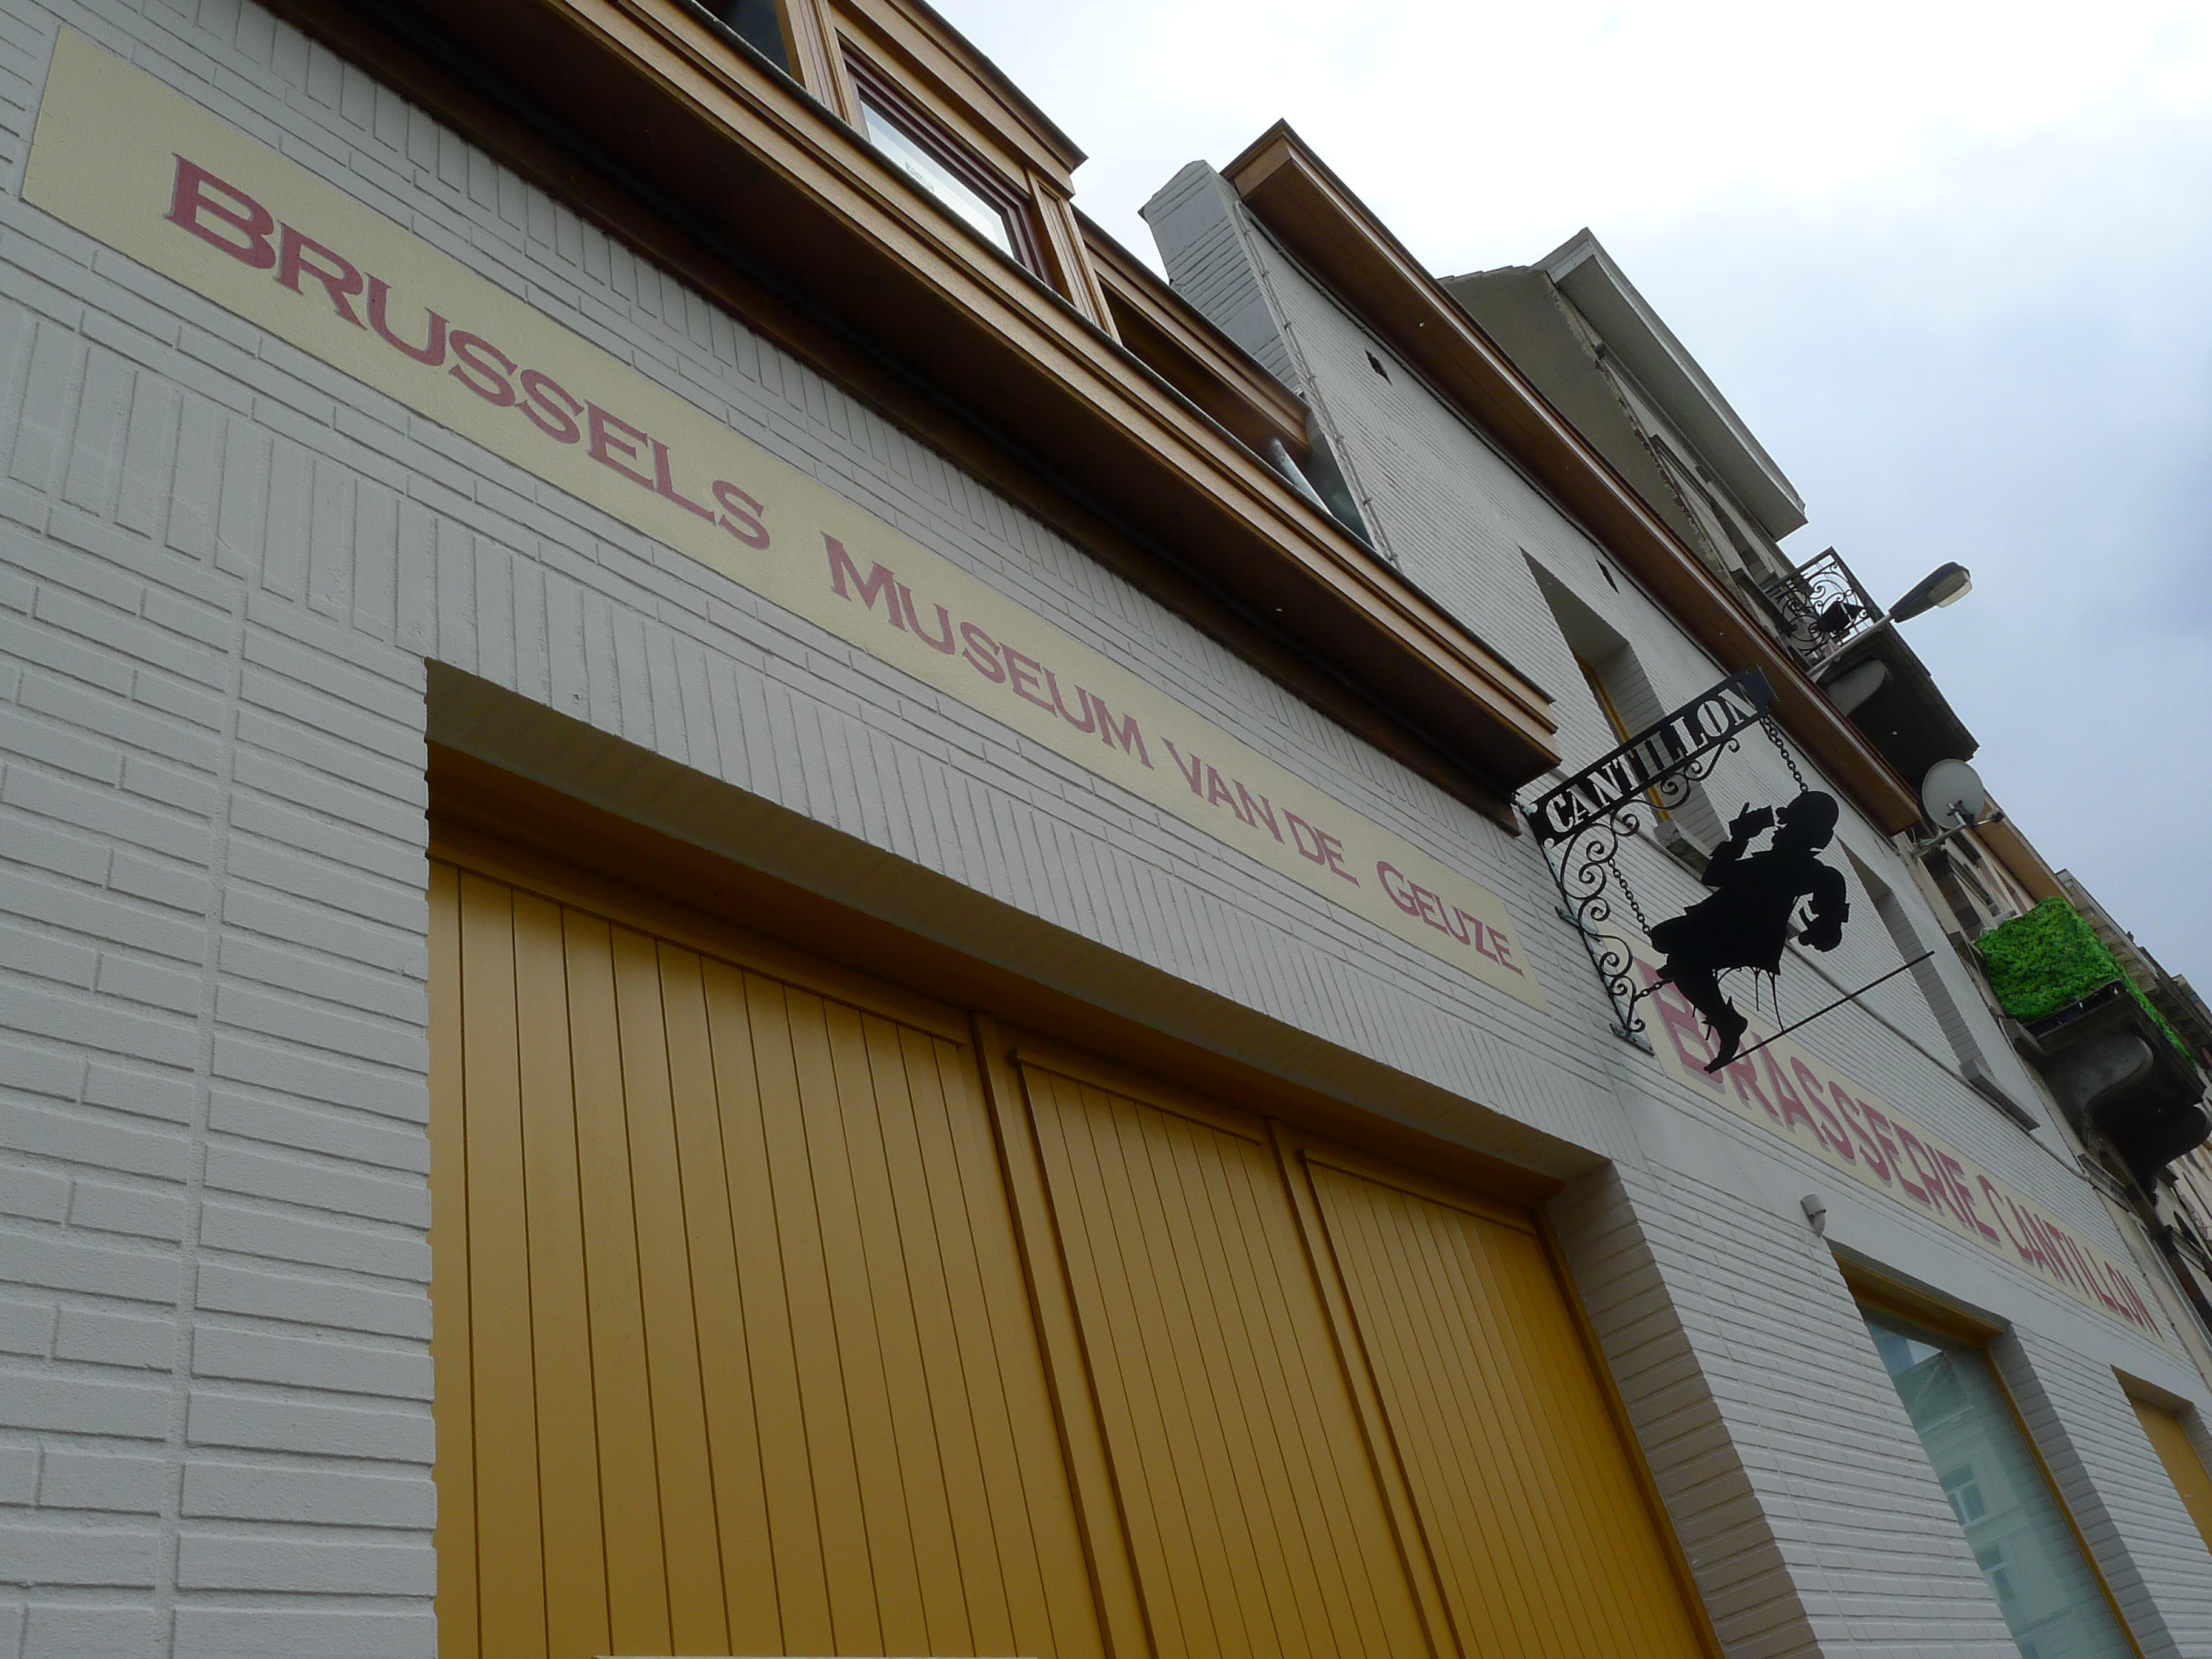 BRUSSELS MUSEUM VAN DE GEUZE
CANTILLON
BRASSERIE CANTILLON